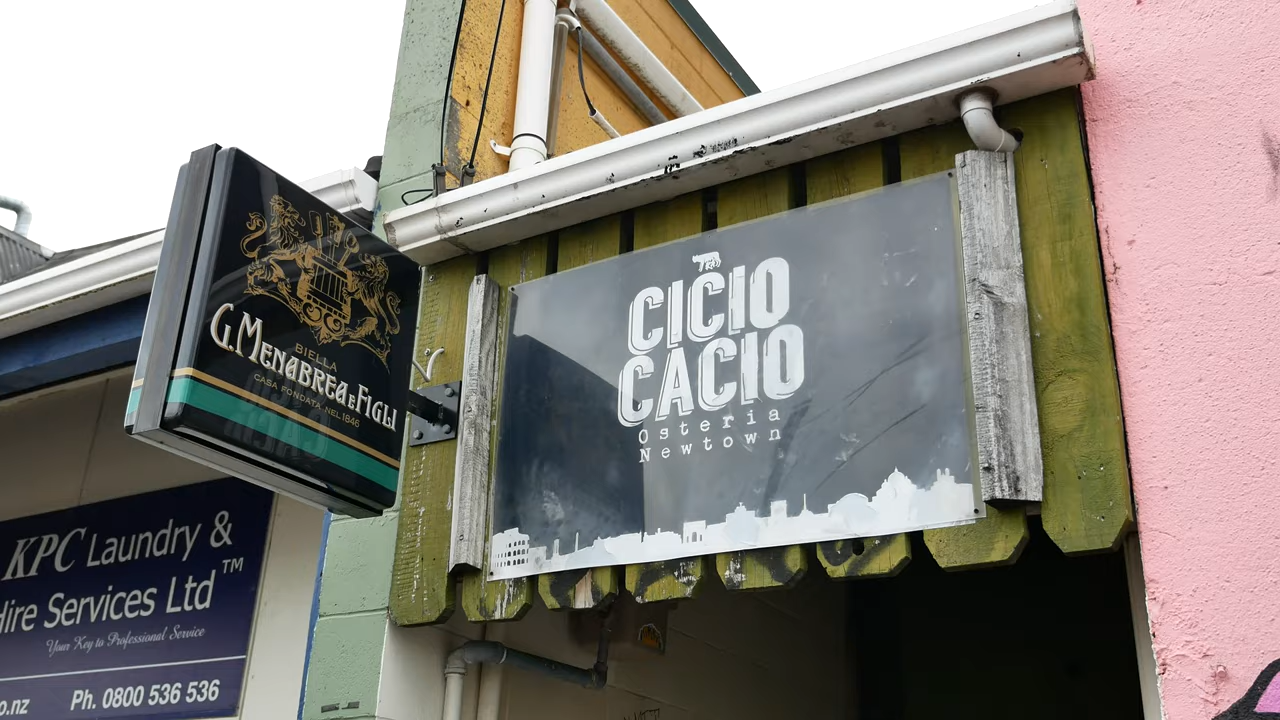 BIELLA
G. MENABREA E FIGLI
CASA FONDATA NEL 1846
CICIO
CACIO
Osteria
Newtown
KPC Laundry &
Hire Services Ltd™
Your Key to Professional Service
o.nz Ph. 0800 536 536